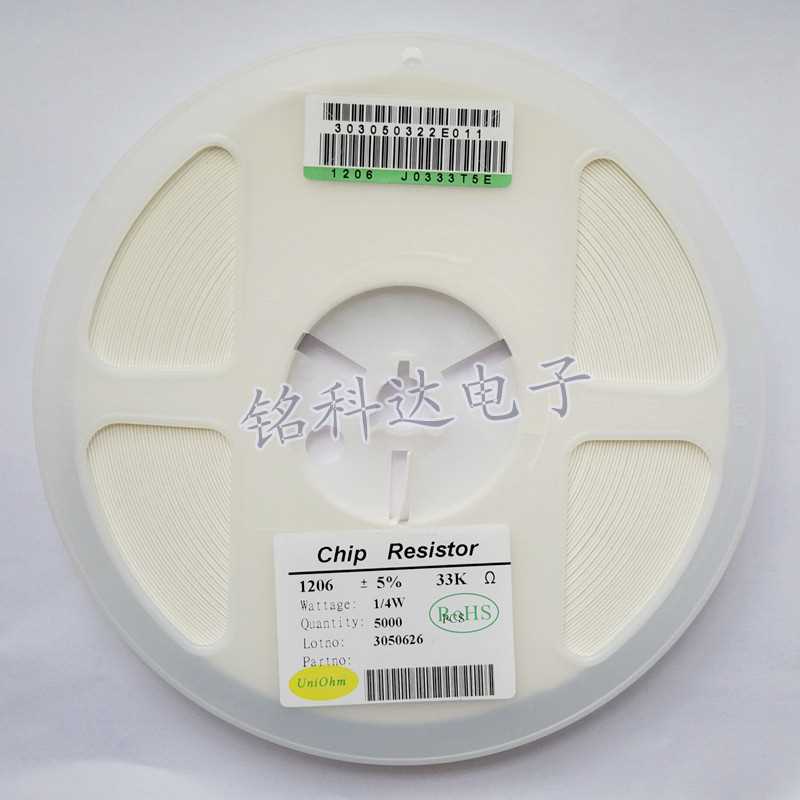 303050322E011
1206 J0333T5E
铭科达电子
Chip Resistor
1206 ± 5% 33K Ω
Wattage: 1/4W
Quantity: 5000 PCS
RoHS
Lotno: 3050626
Partno:
UniOhm